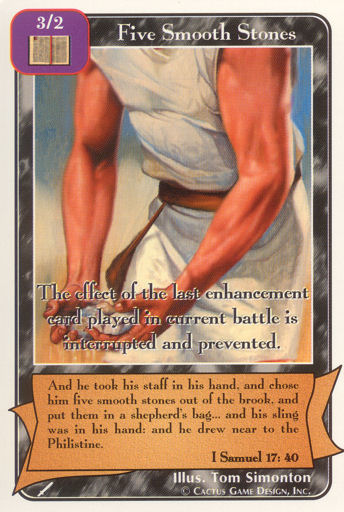 3/2
Five Smooth Stones
The effect of the last enhancement
card played in current battle is
interrupted and prevented.
And he took his staff in his hand, and chose
him five smooth stones out of the brook, and
put them in a shepherd's bag... and his sling
was in his hand: and he drew near to the
Philistine.
I Samuel 17: 40
Illus. Tom Simonton
© Cactus Game Design, Inc.